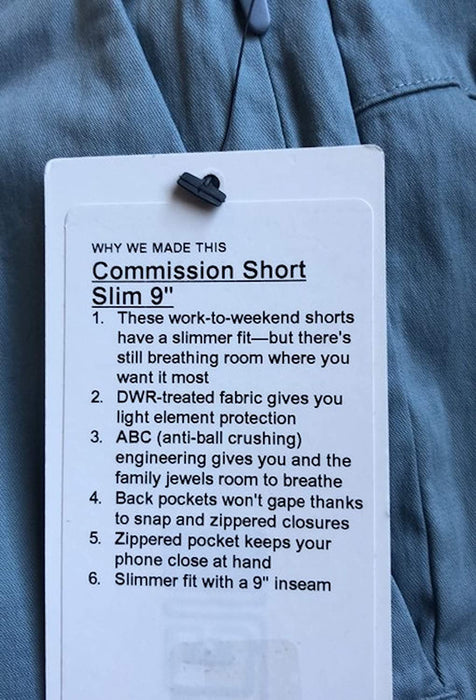 WHY WE MADE THIS
Commission Short
Slim 9"
1. These work-to-weekend shorts
have a slimmer fit—but there's
still breathing room where you
want it most
2. DWR-treated fabric gives you
light element protection
3. ABC (anti-ball crushing)
engineering gives you and the
family jewels room to breathe
4. Back pockets won't gape thanks
to snap and zippered closures
5. Zippered pocket keeps your
phone close at hand
6. Slimmer fit with a 9" inseam